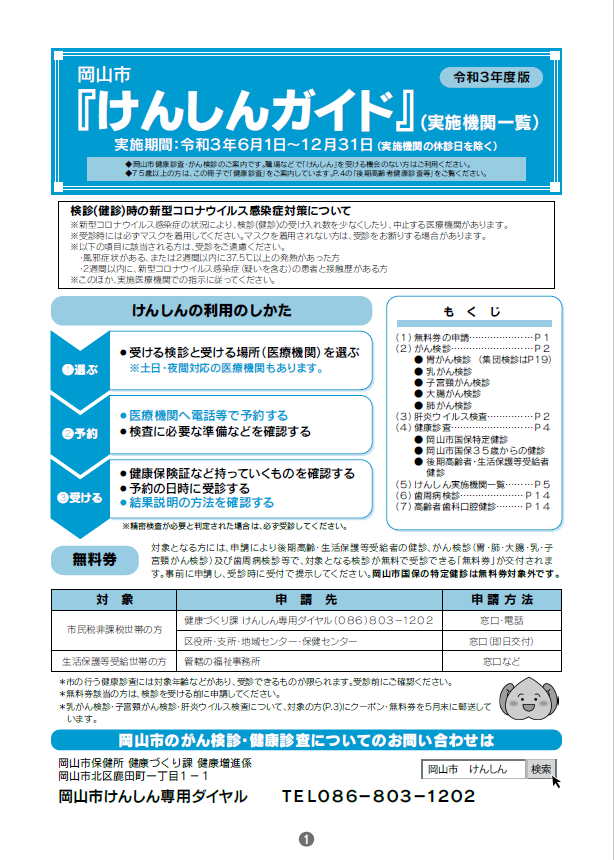 岡山市
令和3年度版
『けんしんガイド』(実施機関一覧)
実施期間:令和3年6月1日～12月31日(実施機関の休診日を除く)
◆岡山市健康診査・がん検診のご案内です。職場などで「けんしん」を受ける機会のない方はご利用ください。
◆75歳以上の方は、この冊子で「健康診査」をご案内しています。P.4の「後期高齢者健康診査等」をご覧ください。
検診(健診)時の新型コロナウイルス感染症対策について
※新型コロナウイルス感染症の状況により、検診(健診)の受け入れ数を少なくしたり、中止する医療機関があります。
※受診時には必ずマスクを着用してください。マスクを着用されない方は、受診をお断りする場合があります。
※以下の項目に該当される方は、受診をご遠慮ください。
・風邪症状がある、または2週間以内に37.5℃以上の発熱があった方
・2週間以内に、新型コロナウイルス感染症(疑いを含む)の患者と接触歴がある方
※このほか、実施医療機関での指示に従ってください。
けんしんの利用のしかた
❶選ぶ
●受ける検診と受ける場所(医療機関)を選ぶ
※土日・夜間対応の医療機関もあります。
❷予約
●医療機関へ電話等で予約する
●検査に必要な準備などを確認する
❸受ける
●健康保険証など持っていくものを確認する
●予約の日時に受診する
●結果説明の方法を確認する
※精密検査が必要と判定された場合は、必ず受診してください。
もくじ
(1)無料券の申請…………………P1
(2)がん検診………………………P2
●胃がん検診 (集団検診はP19)
●乳がん検診
●子宮頸がん検診
●大腸がん検診
●肺がん検診
(3)肝炎ウイルス検査……………P2
(4)健康診査………………………P4
●岡山市国保特定健診
●岡山市国保35歳からの健診
●後期高齢者・生活保護等受給者
健診
(5)けんしん実施機関一覧………P5
(6)歯周病検診…………………P14
(7)高齢者歯科口腔健診………P14
無料券
対象となる方には、申請により後期高齢・生活保護等受給者の健診、がん検診(胃・肺・大腸・乳・子
宮頸がん検診)及び歯周病検診等で、対象となる検診が無料で受診できる「無料券」が交付されま
す。事前に申請し、受診時に受付で提示してください。岡山市国保の特定健診は無料券対象外です。
対象 申請先 申請方法
市民税非課税世帯の方 健康づくり課 けんしん専用ダイヤル(086)803-1202 窓口・電話
区役所・支所・地域センター・保健センター 窓口(即日交付)
生活保護等受給世帯の方 管轄の福祉事務所 窓口など
*市の行う健康診査には対象年齢などがあり、受診できるものが限られます。受診前にご確認ください。
*無料券該当の方は、検診を受ける前に申請してください。
*乳がん検診・子宮頸がん検診・肝炎ウイルス検査について、対象の方(P.3)にクーポン・無料券を5月末に郵送して
います。
岡山市のがん検診・健康診査についてのお問い合わせは
岡山市保健所 健康づくり課 健康増進係
岡山市北区鹿田町一丁目1-1
岡山市 けんしん 検索
岡山市けんしん専用ダイヤル TEL086-803-1202
1